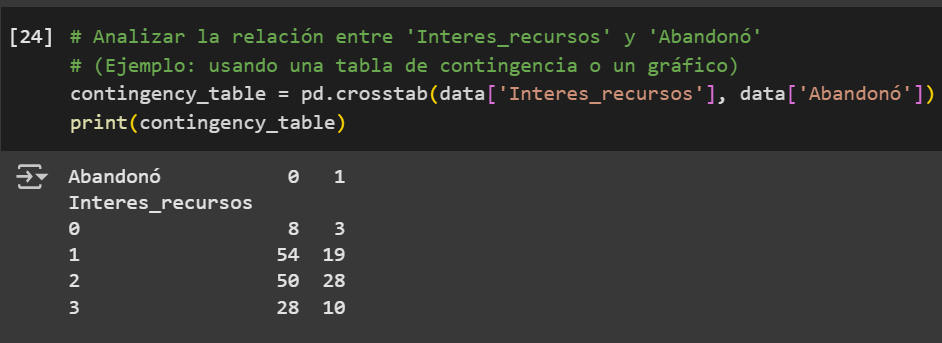 [24] # Analizar la relación entre 'Interes_recursos' y 'Abandonó'
# (Ejemplo: usando una tabla de contingencia o un gráfico)
contingency_table = pd.crosstab(data['Interes_recursos'], data['Abandonó'])
print(contingency_table)
Abandonó 0 1
Interes_recursos
0 8 3
1 54 19
2 50 28
3 28 10